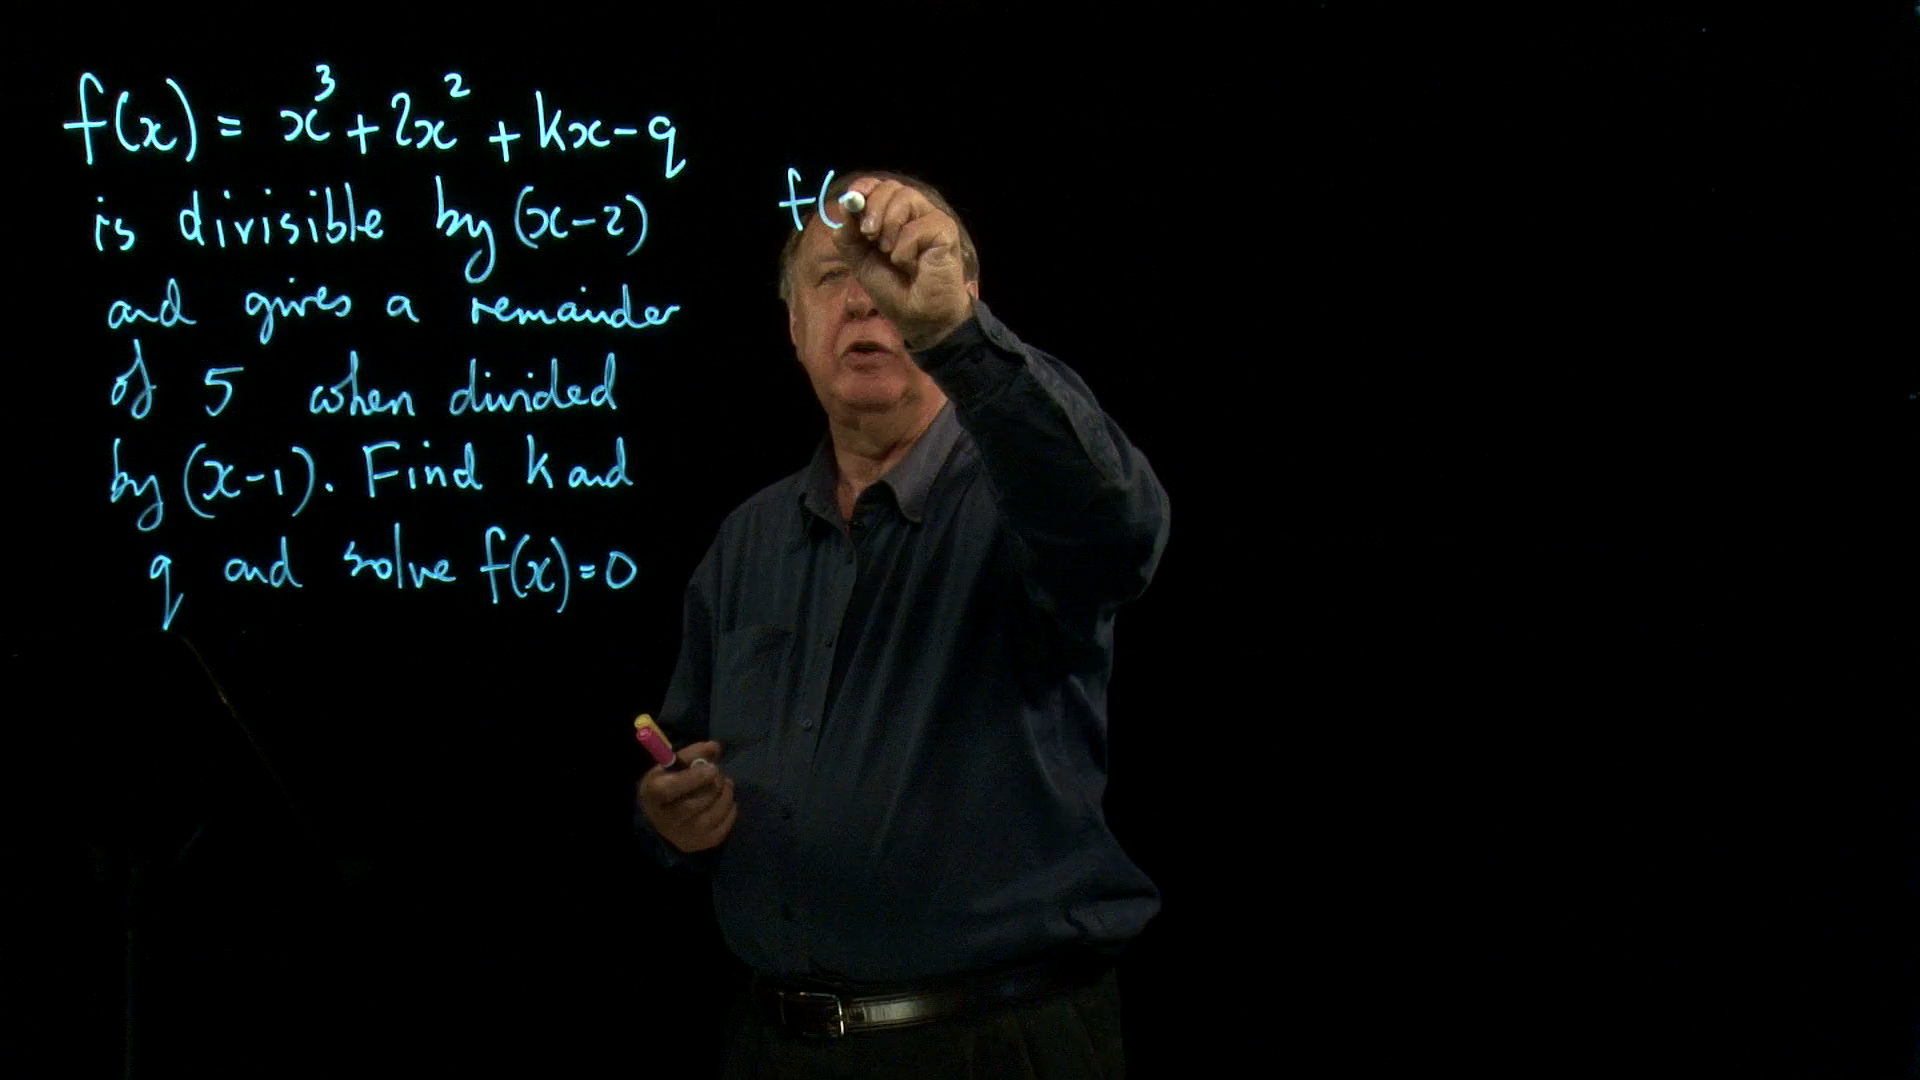 f(x) = x³ + 2x² + kx - q
is divisible by (x-2)
and gives a remainder
of 5 when divided
by (x-1). Find k and
q and solve f(x) = 0
f(